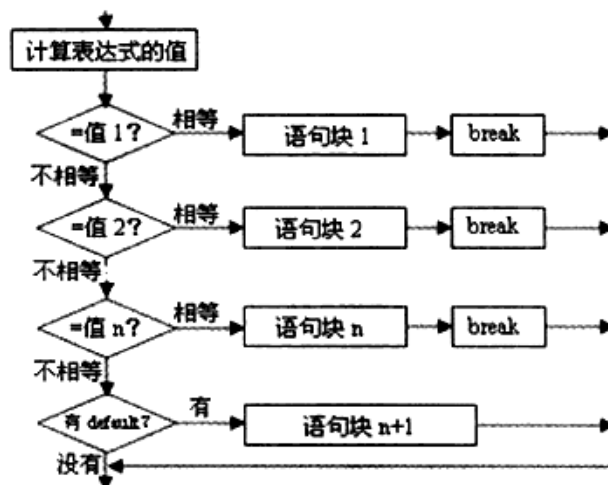 计算表达式的值
=值 1?
相等
语句块 1
break
不相等
=值 2?
相等
语句块 2
break
不相等
=值 n?
相等
语句块 n
break
不相等
有 default?
有
语句块 n+1
没有